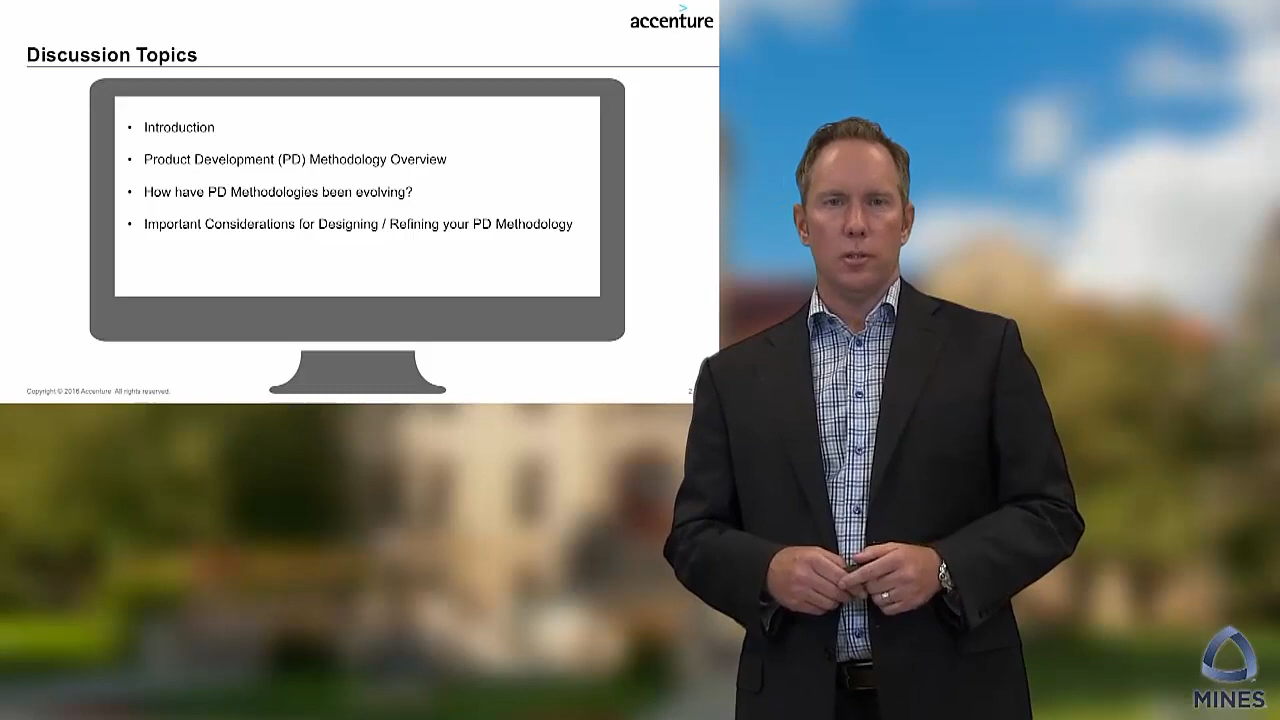 accenture
Discussion Topics
• Introduction
• Product Development (PD) Methodology Overview
• How have PD Methodologies been evolving?
• Important Considerations for Designing / Refining your PD Methodology
Copyright © 2016 Accenture All rights reserved.
2
MINES